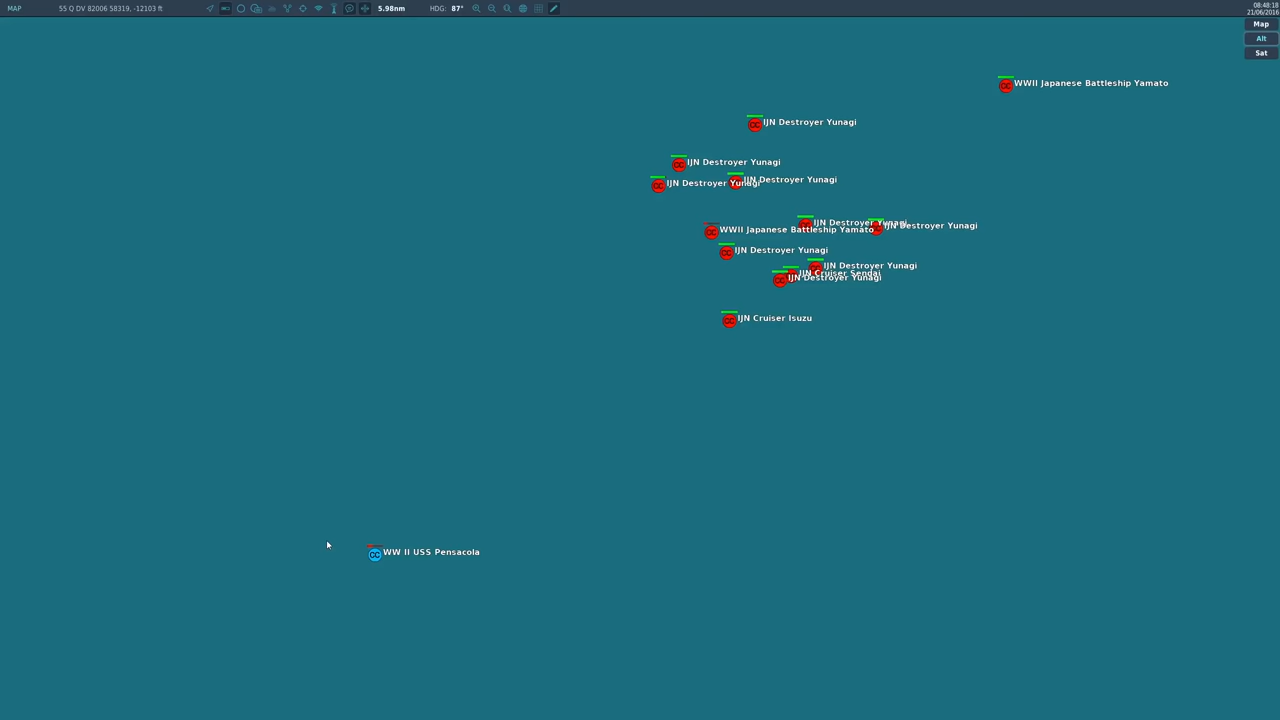 MAP 55 Q DV 82006 58319, -12103 ft 5.98nm HDG: 87° 08:48:18
21/06/2016
Map
Alt
Sat
WWII Japanese Battleship Yamato
IJN Destroyer Yunagi
IJN Destroyer Yunagi
IJN Destroyer Yunagi
IJN Destroyer Yunagi
IJN Destroyer Yunagi
IJN Destroyer Yunagi
WWII Japanese Battleship Yamato
IJN Destroyer Yunagi
IJN Destroyer Yunagi
IJN Cruiser Sendai
IJN Destroyer Yunagi
IJN Cruiser Isuzu
WW II USS Pensacola